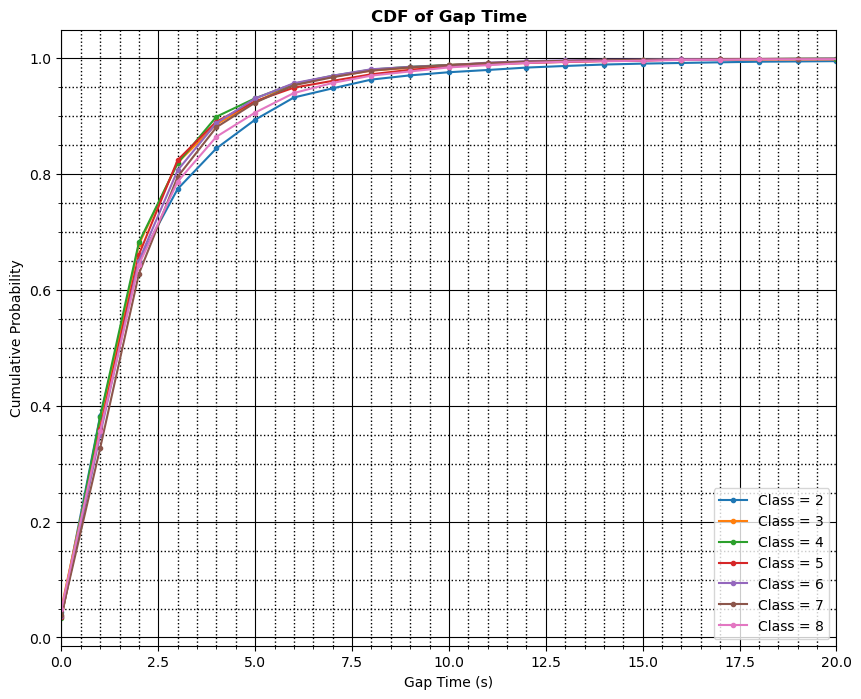 CDF of Gap Time
Cumulative Probability
1.0
0.8
0.6
0.4
0.2
0.0
0.0 2.5 5.0 7.5 10.0 12.5 15.0 17.5 20.0
Gap Time (s)
Class = 2
Class = 3
Class = 4
Class = 5
Class = 6
Class = 7
Class = 8